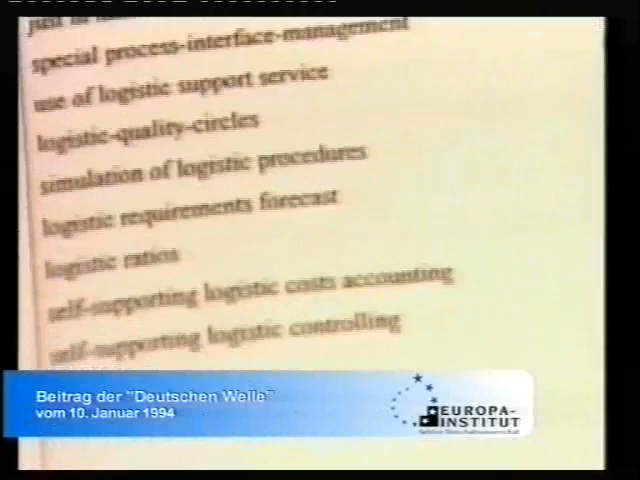 just in
special process-interface-management
use of logistic support service
logistic-quality-circles
simulation of logistic procedures
logistic requirements forecast
logistic ratios
self-supporting logistic costs accounting
self-supporting logistic controlling
Beitrag der "Deutschen Welle"
vom 10. Januar 1994
EUROPA-
INSTITUT